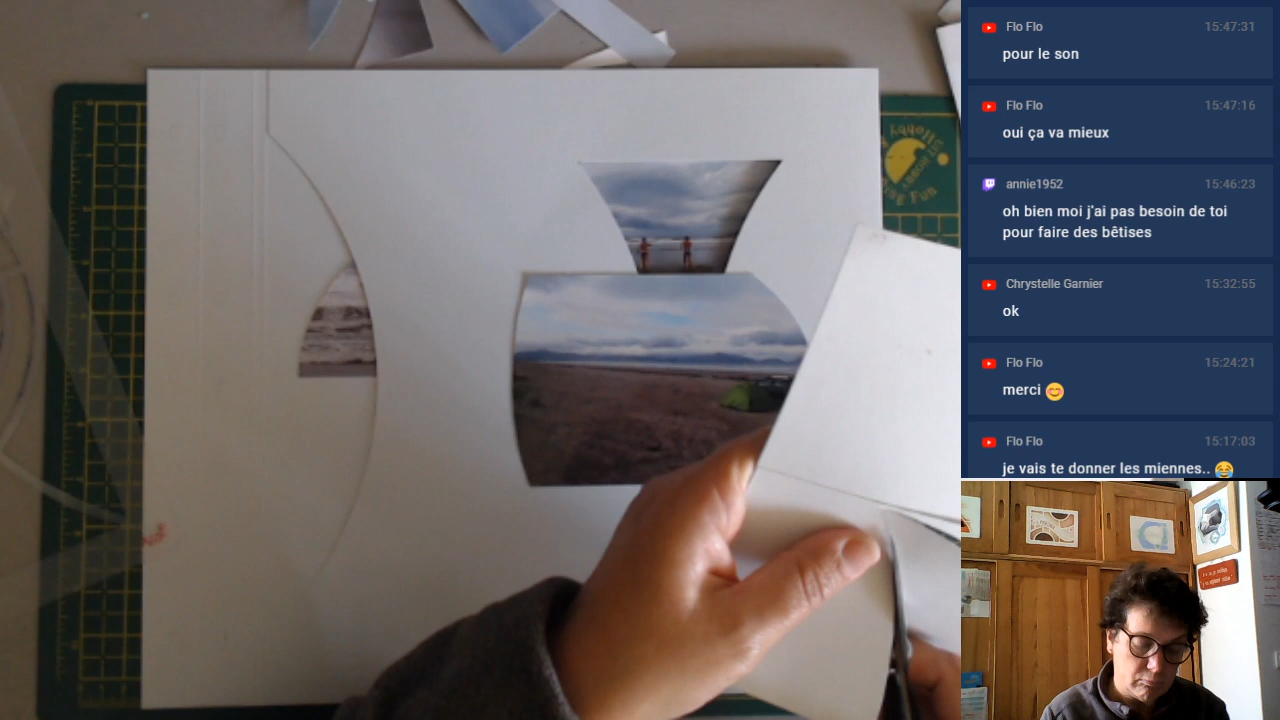 Flo Flo 15:47:31
pour le son
Flo Flo 15:47:16
oui ça va mieux
annie1952 15:46:23
oh bien moi j'ai pas besoin de toi
pour faire des bêtises
Chrystelle Garnier 15:32:55
ok
Flo Flo 15:24:21
merci 😊
Flo Flo 15:17:03
je vais te donner les miennes.. 😂